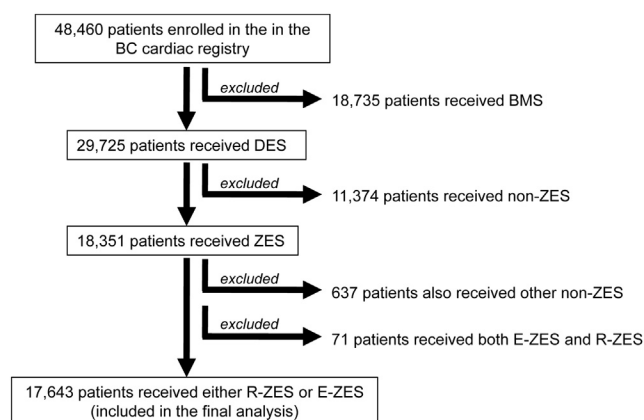 48,460 patients enrolled in the in the
BC cardiac registry
excluded
18,735 patients received BMS
29,725 patients received DES
excluded
11,374 patients received non-ZES
18,351 patients received ZES
excluded
637 patients also received other non-ZES
excluded
71 patients received both E-ZES and R-ZES
17,643 patients received either R-ZES or E-ZES
(included in the final analysis)